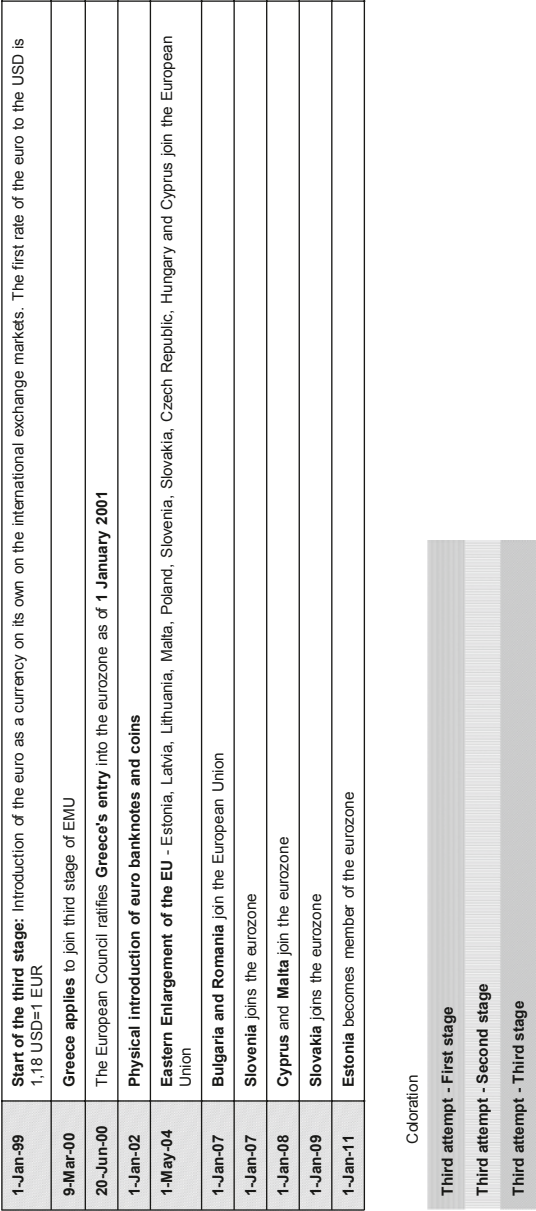 1-Jan-99 Start of the third stage: Introduction of the euro as a currency on its own on the international exchange markets. The first rate of the euro to the USD is
1,18 USD=1 EUR
9-Mar-00 Greece applies to join third stage of EMU
20-Jun-00 The European Council ratifies Greece's entry into the eurozone as of 1 January 2001
1-Jan-02 Physical introduction of euro banknotes and coins
1-May-04 Eastern Enlargement of the EU - Estonia, Latvia, Lithuania, Malta, Poland, Slovenia, Slovakia, Czech Republic, Hungary and Cyprus join the European
Union
1-Jan-07 Bulgaria and Romania join the European Union
1-Jan-07 Slovenia joins the eurozone
1-Jan-08 Cyprus and Malta join the eurozone
1-Jan-09 Slovakia joins the eurozone
1-Jan-11 Estonia becomes member of the eurozone
Coloration
Third attempt - First stage
Third attempt - Second stage
Third attempt - Third stage